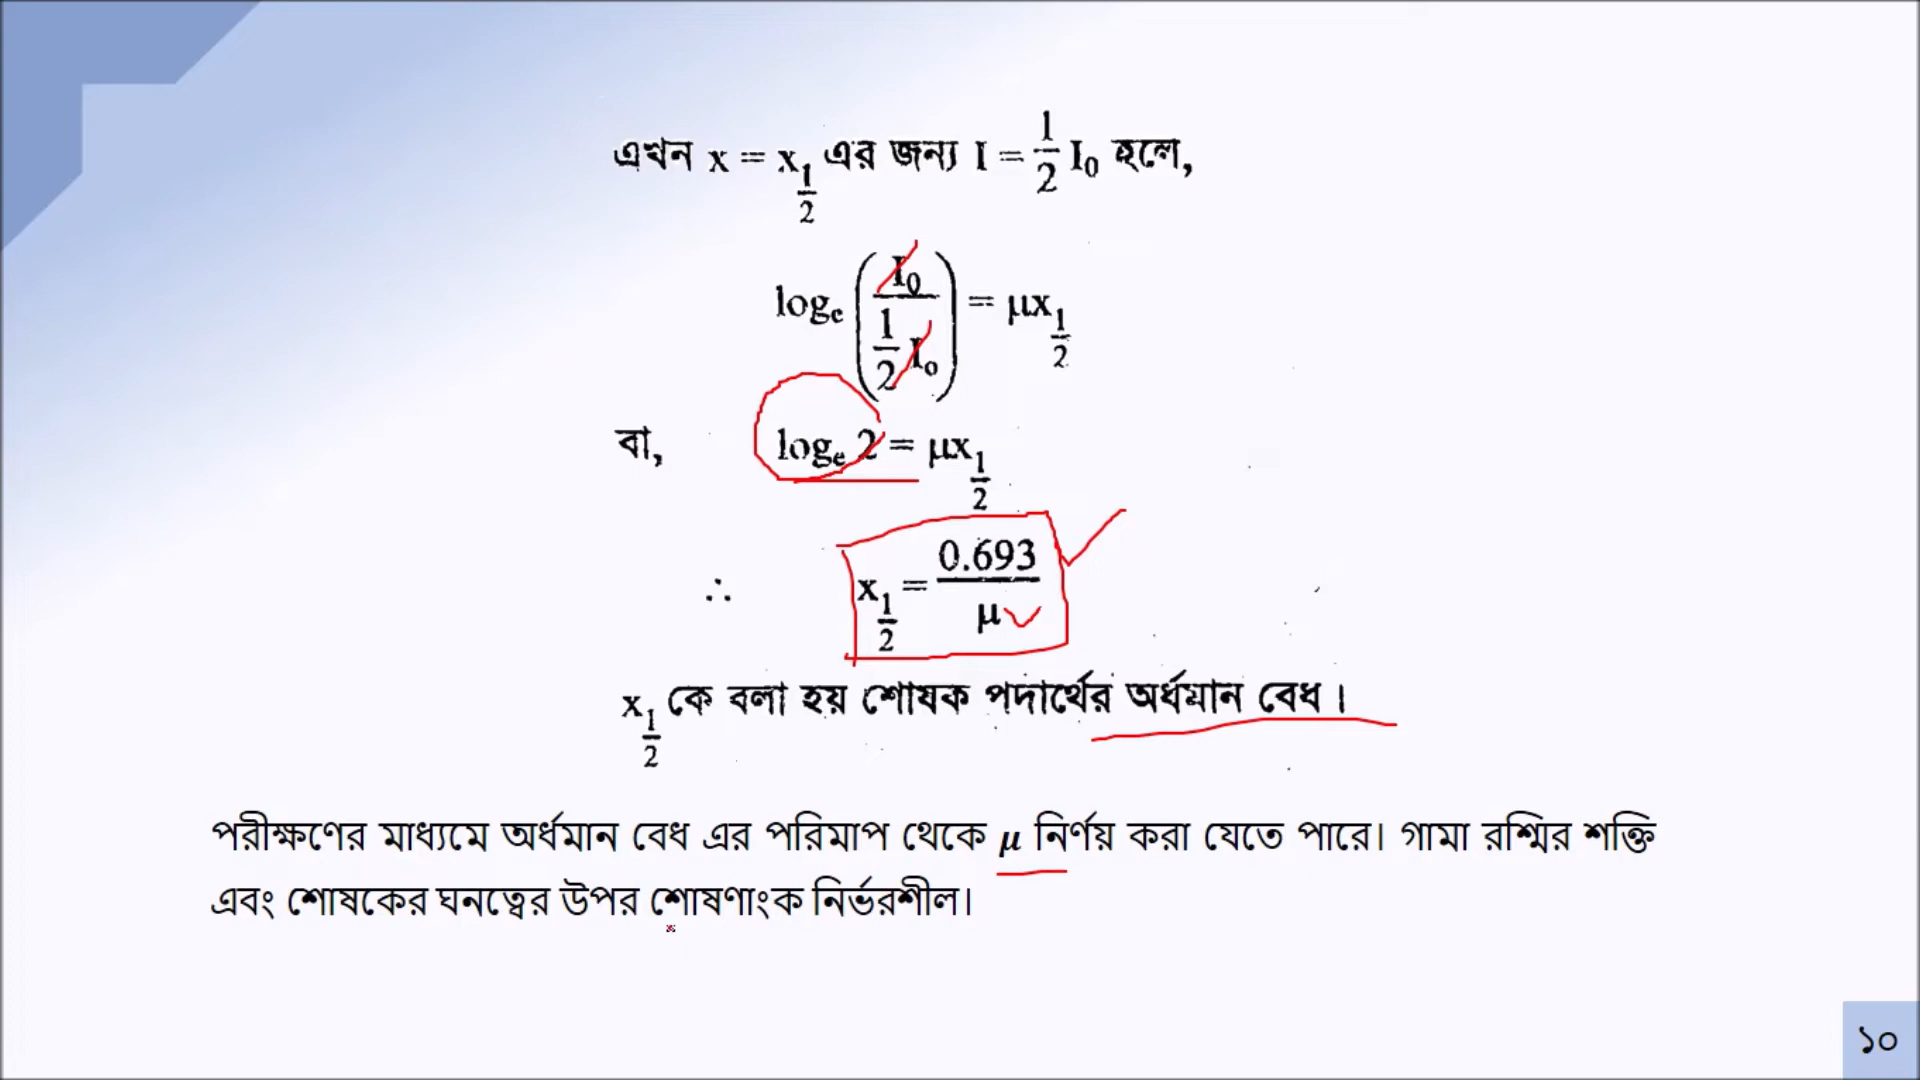 এখন x = x½ এর জন্য I = ½ I₀ হলে,
logₑ (I₀ / ½ I₀) = μx½
বা, logₑ 2 = μx½
∴ x½ = 0.693 / μ
x½ কে বলা হয় শোষক পদার্থের অর্ধমান বেধ।
পরীক্ষণের মাধ্যমে অর্ধমান বেধ এর পরিমাপ থেকে μ নির্ণয় করা যেতে পারে। গামা রশ্মির শক্তি
এবং শোষকের ঘনত্বের উপর শোষণাংক নির্ভরশীল।
১০